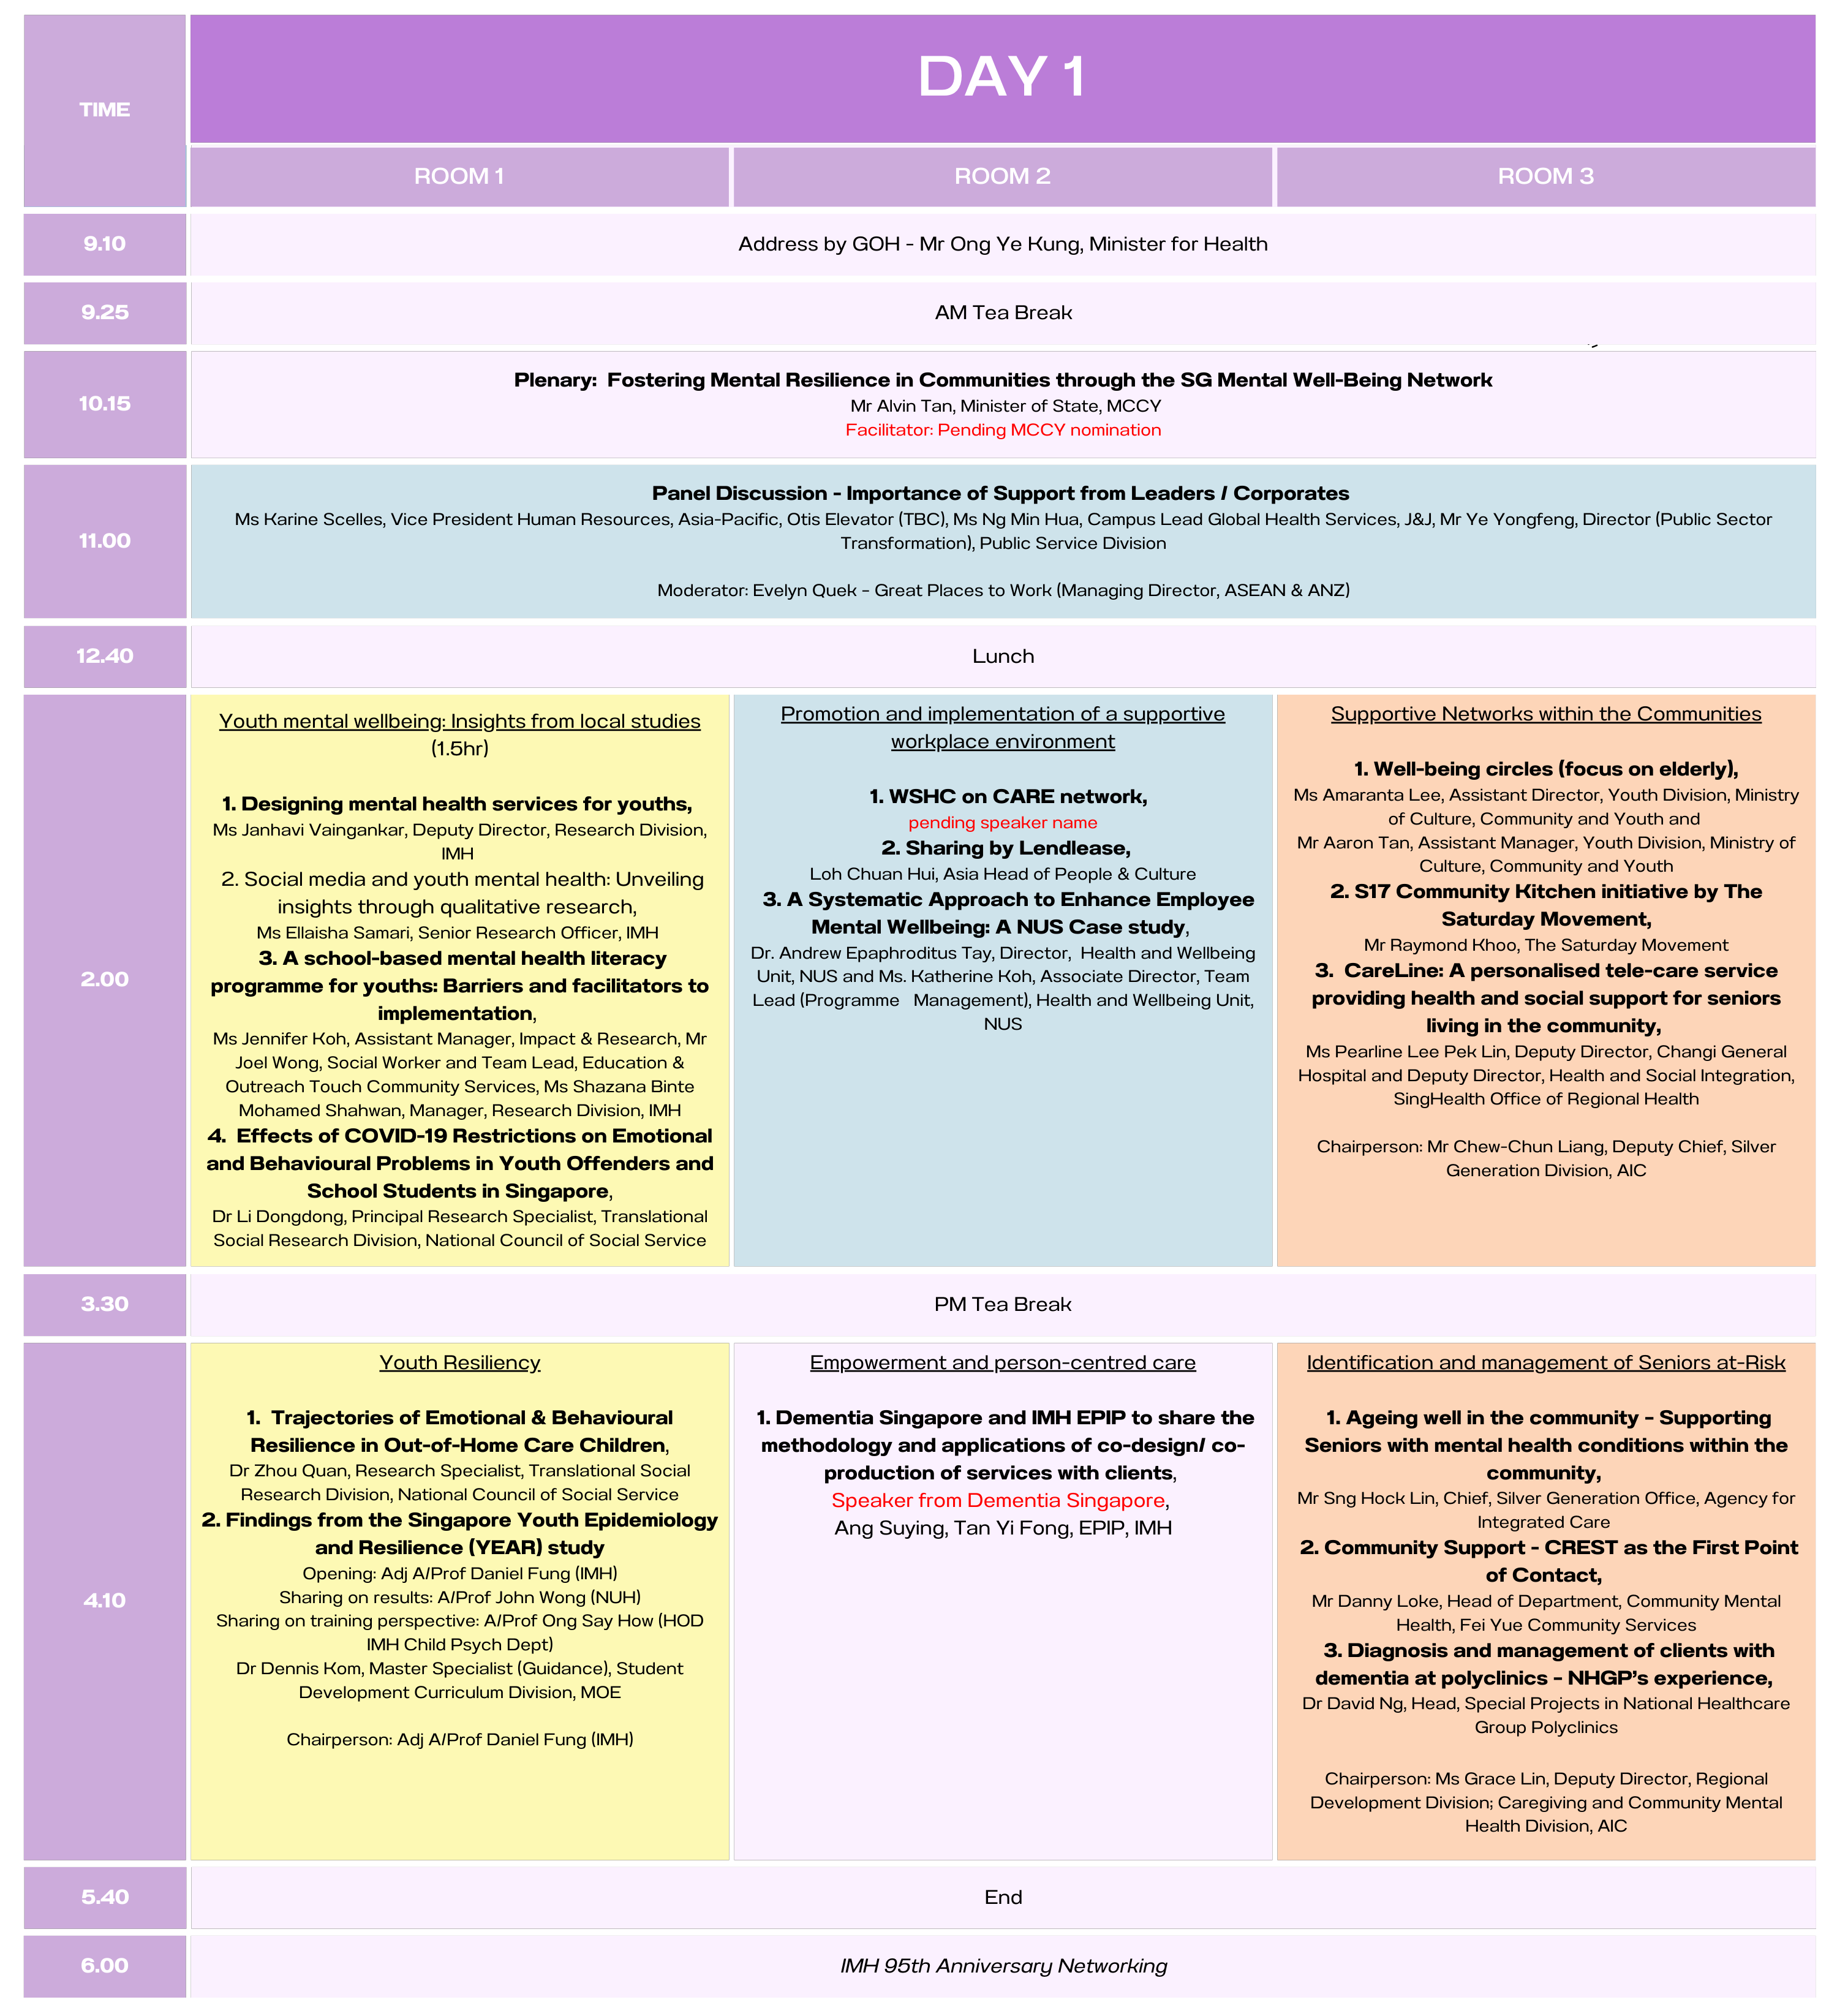 TIME
DAY 1
ROOM 1
ROOM 2
ROOM 3
9.10
Address by GOH - Mr Ong Ye Kung, Minister for Health
9.25
AM Tea Break
10.15
Plenary: Fostering Mental Resilience in Communities through the SG Mental Well-Being Network
Mr Alvin Tan, Minister of State, MCCY
Facilitator: Pending MCCY nomination
11.00
Panel Discussion - Importance of Support from Leaders / Corporates
Ms Karine Scelles, Vice President Human Resources, Asia-Pacific, Otis Elevator (TBC), Ms Ng Min Hua, Campus Lead Global Health Services, J&J, Mr Ye Yongfeng, Director (Public Sector
Transformation), Public Service Division
Moderator: Evelyn Quek - Great Places to Work (Managing Director, ASEAN & ANZ)
12.40
Lunch
2.00
Youth mental wellbeing: Insights from local studies
(1.5hr)
1. Designing mental health services for youths,
Ms Janhavi Vaingankar, Deputy Director, Research Division,
IMH
2. Social media and youth mental health: Unveiling
insights through qualitative research,
Ms Ellaisha Samari, Senior Research Officer, IMH
3. A school-based mental health literacy
programme for youths: Barriers and facilitators to
implementation,
Ms Jennifer Koh, Assistant Manager, Impact & Research, Mr
Joel Wong, Social Worker and Team Lead, Education &
Outreach Touch Community Services, Ms Shazana Binte
Mohamed Shahwan, Manager, Research Division, IMH
4. Effects of COVID-19 Restrictions on Emotional
and Behavioural Problems in Youth Offenders and
School Students in Singapore,
Dr Li Dongdong, Principal Research Specialist, Translational
Social Research Division, National Council of Social Service
Promotion and implementation of a supportive
workplace environment
1. WSHC on CARE network,
pending speaker name
2. Sharing by Lendlease,
Loh Chuan Hui, Asia Head of People & Culture
3. A Systematic Approach to Enhance Employee
Mental Wellbeing: A NUS Case study,
Dr. Andrew Epaphroditus Tay, Director, Health and Wellbeing
Unit, NUS and Ms. Katherine Koh, Associate Director, Team
Lead (Programme Management), Health and Wellbeing Unit,
NUS
Supportive Networks within the Communities
1. Well-being circles (focus on elderly),
Ms Amaranta Lee, Assistant Director, Youth Division, Ministry
of Culture, Community and Youth and
Mr Aaron Tan, Assistant Manager, Youth Division, Ministry of
Culture, Community and Youth
2. S17 Community Kitchen initiative by The
Saturday Movement,
Mr Raymond Khoo, The Saturday Movement
3. CareLine: A personalised tele-care service
providing health and social support for seniors
living in the community,
Ms Pearline Lee Pek Lin, Deputy Director, Changi General
Hospital and Deputy Director, Health and Social Integration,
SingHealth Office of Regional Health
Chairperson: Mr Chew-Chun Liang, Deputy Chief, Silver
Generation Division, AIC
3.30
PM Tea Break
4.10
Youth Resiliency
1. Trajectories of Emotional & Behavioural
Resilience in Out-of-Home Care Children,
Dr Zhou Quan, Research Specialist, Translational Social
Research Division, National Council of Social Service
2. Findings from the Singapore Youth Epidemiology
and Resilience (YEAR) study
Opening: Adj A/Prof Daniel Fung (IMH)
Sharing on results: A/Prof John Wong (NUH)
Sharing on training perspective: A/Prof Ong Say How (HOD
IMH Child Psych Dept)
Dr Dennis Kom, Master Specialist (Guidance), Student
Development Curriculum Division, MOE
Chairperson: Adj A/Prof Daniel Fung (IMH)
Empowerment and person-centred care
1. Dementia Singapore and IMH EPIP to share the
methodology and applications of co-design/ co-
production of services with clients,
Speaker from Dementia Singapore,
Ang Suying, Tan Yi Fong, EPIP, IMH
Identification and management of Seniors at-Risk
1. Ageing well in the community - Supporting
Seniors with mental health conditions within the
community,
Mr Sng Hock Lin, Chief, Silver Generation Office, Agency for
Integrated Care
2. Community Support - CREST as the First Point
of Contact,
Mr Danny Loke, Head of Department, Community Mental
Health, Fei Yue Community Services
3. Diagnosis and management of clients with
dementia at polyclinics – NHGP’s experience,
Dr David Ng, Head, Special Projects in National Healthcare
Group Polyclinics
Chairperson: Ms Grace Lin, Deputy Director, Regional
Development Division; Caregiving and Community Mental
Health Division, AIC
5.40
End
6.00
IMH 95th Anniversary Networking